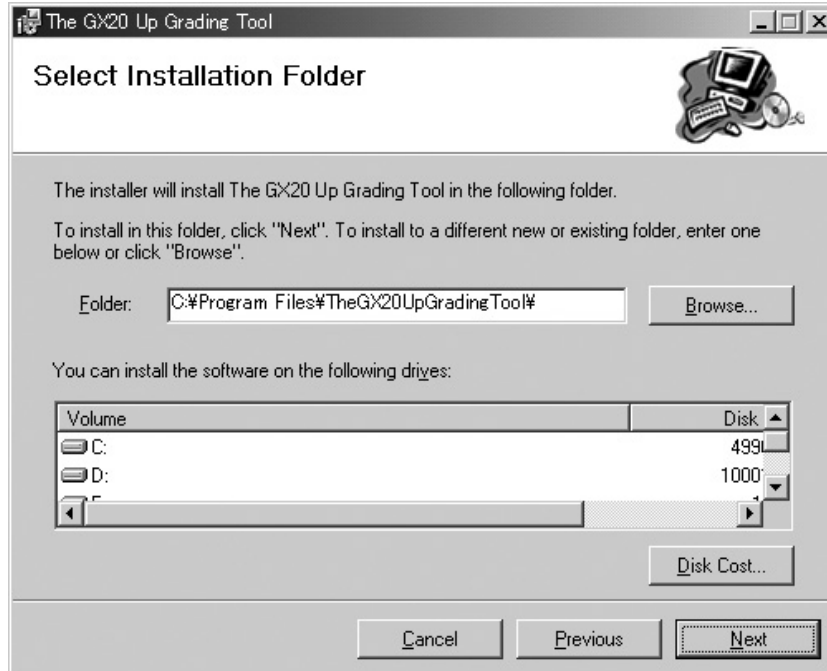 The GX20 Up Grading Tool
Select Installation Folder
The installer will install The GX20 Up Grading Tool in the following folder.
To install in this folder, click "Next". To install to a different new or existing folder, enter one
below or click "Browse".
Folder: C:¥Program Files¥TheGX20UpGradingTool¥ Browse...
You can install the software on the following drives:
Volume Disk
C:
D:
Disk Cost...
Cancel Previous Next